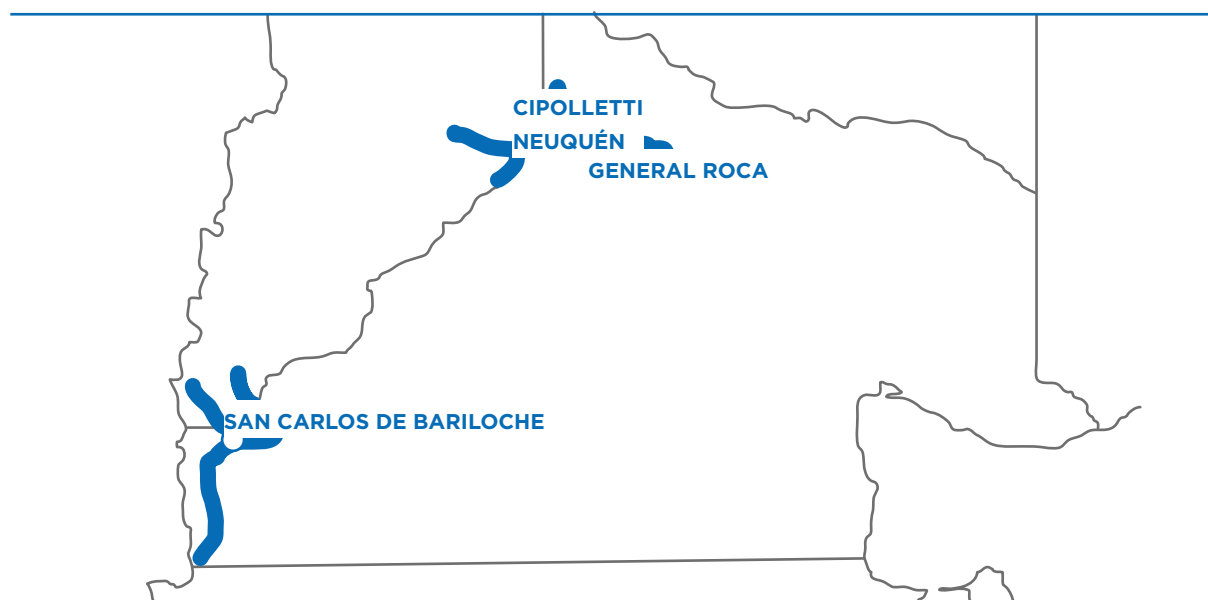 CIPOLLETTI
NEUQUÉN
GENERAL ROCA
SAN CARLOS DE BARILOCHE